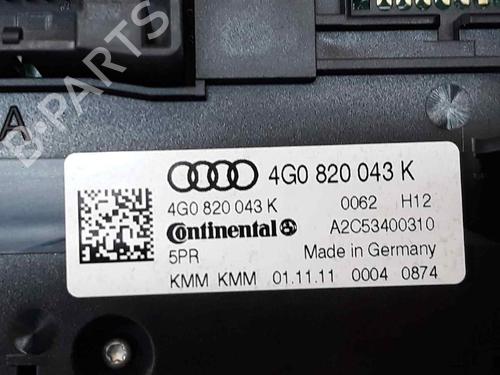 B-PARTS
A
4G0 820 043 K
4G0 820 043 K 0062 H12
Continental A2C53400310
5PR Made in Germany
KMM KMM 01.11.11 0004 0874